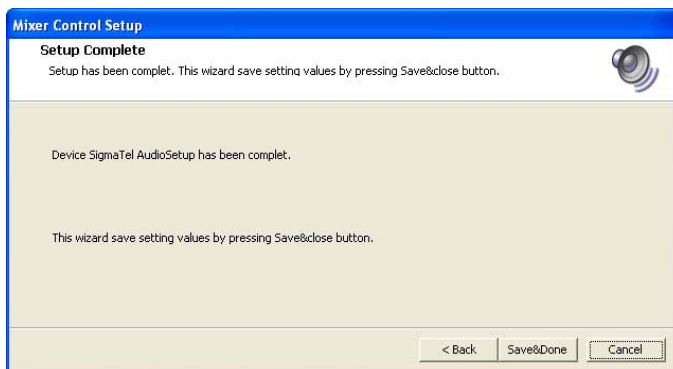 Mixer Control Setup
Setup Complete
Setup has been complet. This wizard save setting values by pressing Save&close button.
Device SigmaTel AudioSetup has been complet.
This wizard save setting values by pressing Save&close button.
< Back Save&Done Cancel